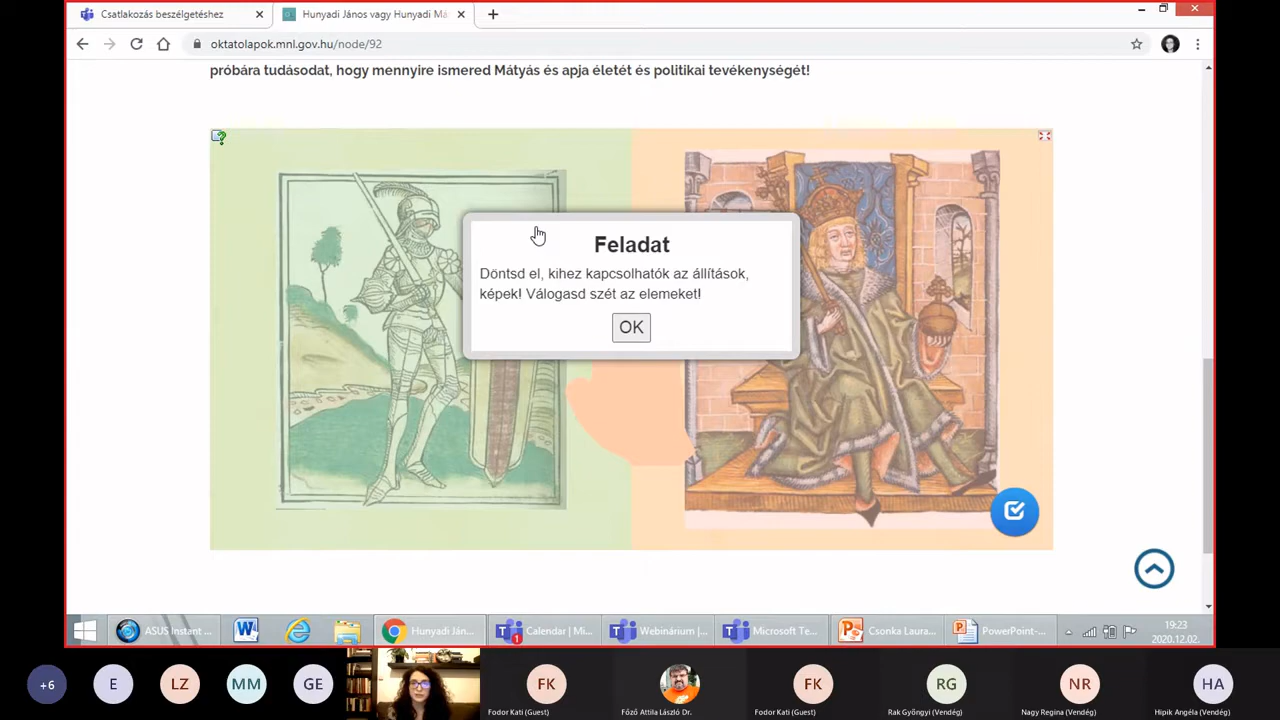 Csatlakozás beszélgetéshez
Hunyadi János vagy Hunyadi Má
oktatolapok.mnl.gov.hu/node/92
próbára tudásodat, hogy mennyire ismered Mátyás és apja életét és politikai tevékenységét!
Feladat
Döntsd el, kihez kapcsolhatók az állítások,
képek! Válogasd szét az elemeket!
OK
ASUS Instant ...
Hunyadi Ján...
1
Calendar | Mi...
Webinárium |...
Microsoft Te...
Csonka Laura...
PowerPoint-...
19:23
2020.12.02.
+6
E
LZ
MM
GE
FK
FK
RG
NR
HA
Fodor Kati (Guest)
Főző Attila László Dr.
Fodor Kati (Guest)
Rak Gyöngyi (Vendég)
Nagy Regina (Vendég)
Hipik Angéla (Vendég)